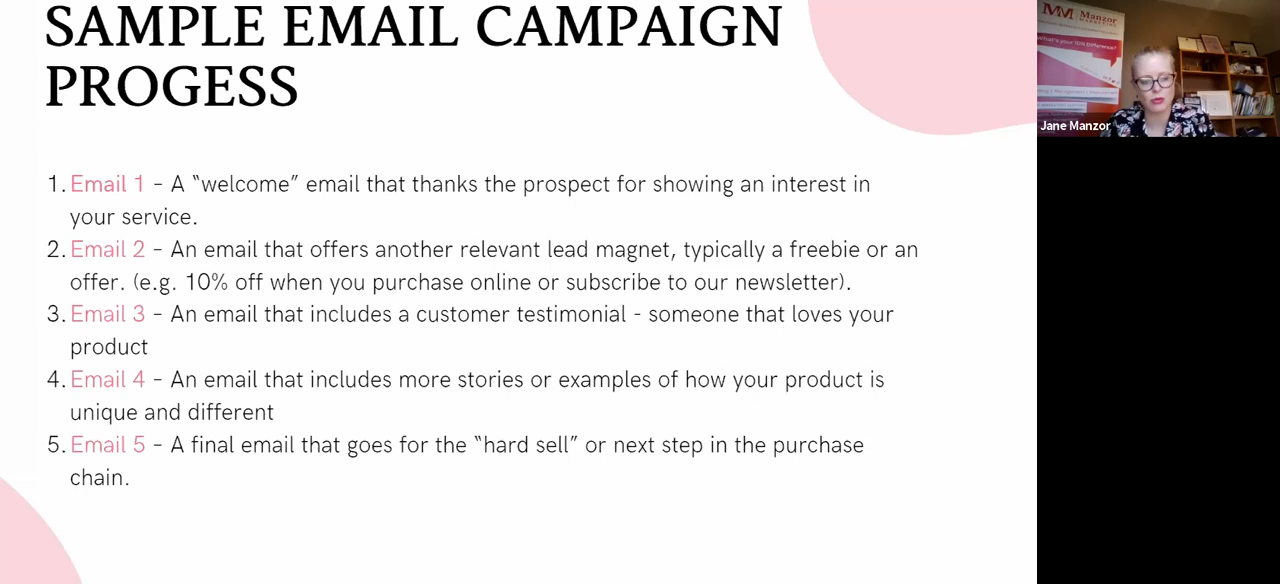 SAMPLE EMAIL CAMPAIGN
PROGESS
1. Email 1 – A “welcome” email that thanks the prospect for showing an interest in
your service.
2. Email 2 – An email that offers another relevant lead magnet, typically a freebie or an
offer. (e.g. 10% off when you purchase online or subscribe to our newsletter).
3. Email 3 – An email that includes a customer testimonial - someone that loves your
product
4. Email 4 – An email that includes more stories or examples of how your product is
unique and different
5. Email 5 – A final email that goes for the “hard sell” or next step in the purchase
chain.
MM Manzor
What's your 10% Difference?
Jane Manzor